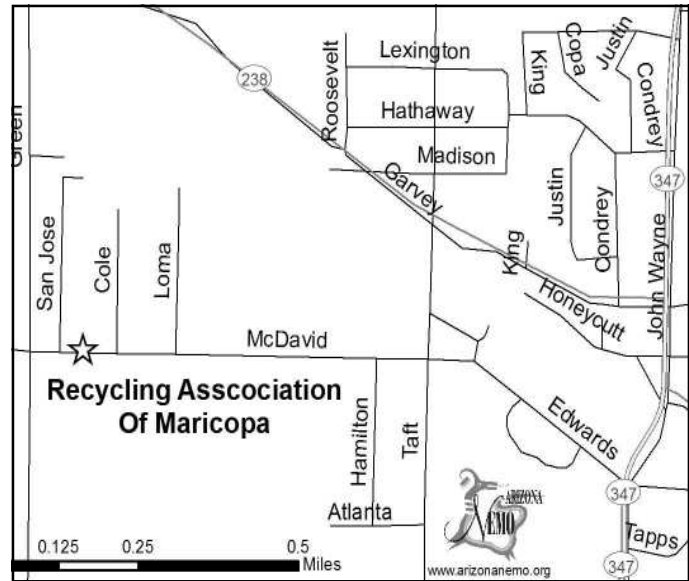 Lexington
Roosevelt
King
Copa
Justin
Condrey
238
Hathaway
Green
Madison
347
Garvey
Justin
San Jose
Cole
Loma
King
Condrey
John Wayne
Honeycutt
McDavid
Recycling Asscociation
Of Maricopa
Hamilton
Taft
Edwards
347
ARIZONA
NEMO
Atlanta
Tapps
0.125 0.25 0.5
Miles
www.arizonanemo.org
347